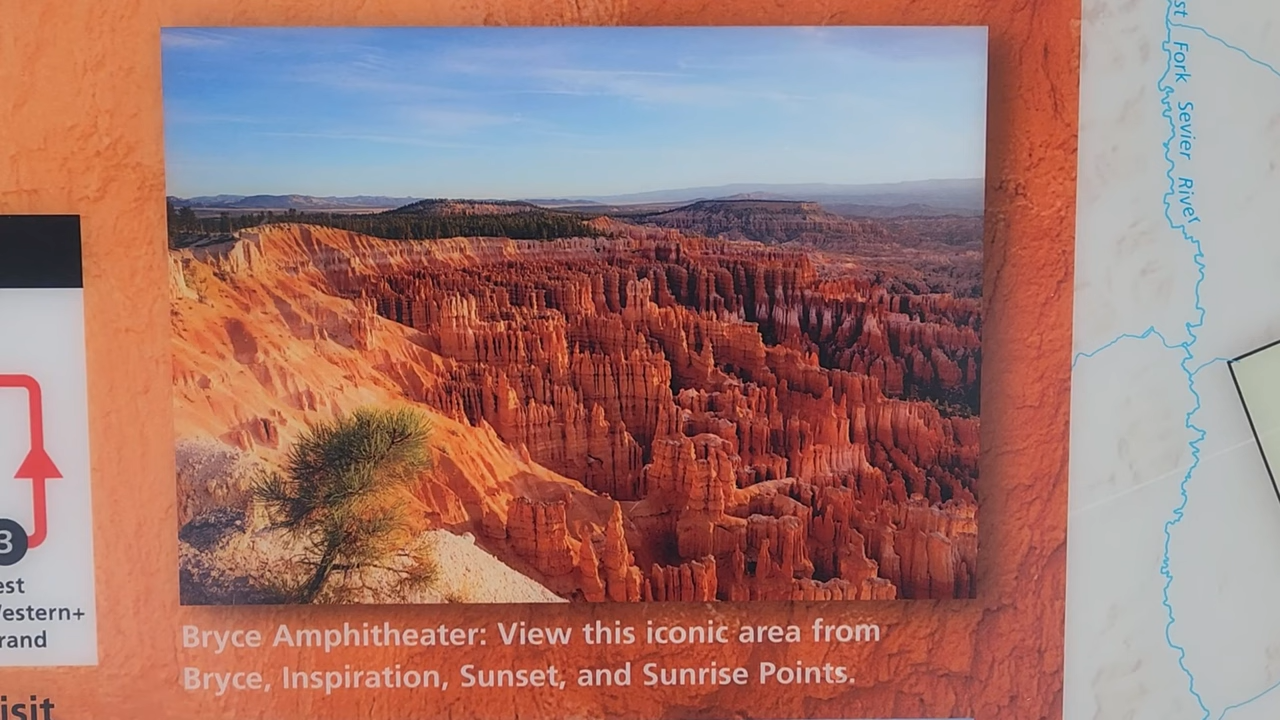 3
est
Western+
rand
isit
Bryce Amphitheater: View this iconic area from
Bryce, Inspiration, Sunset, and Sunrise Points.
st Fork Sevier River